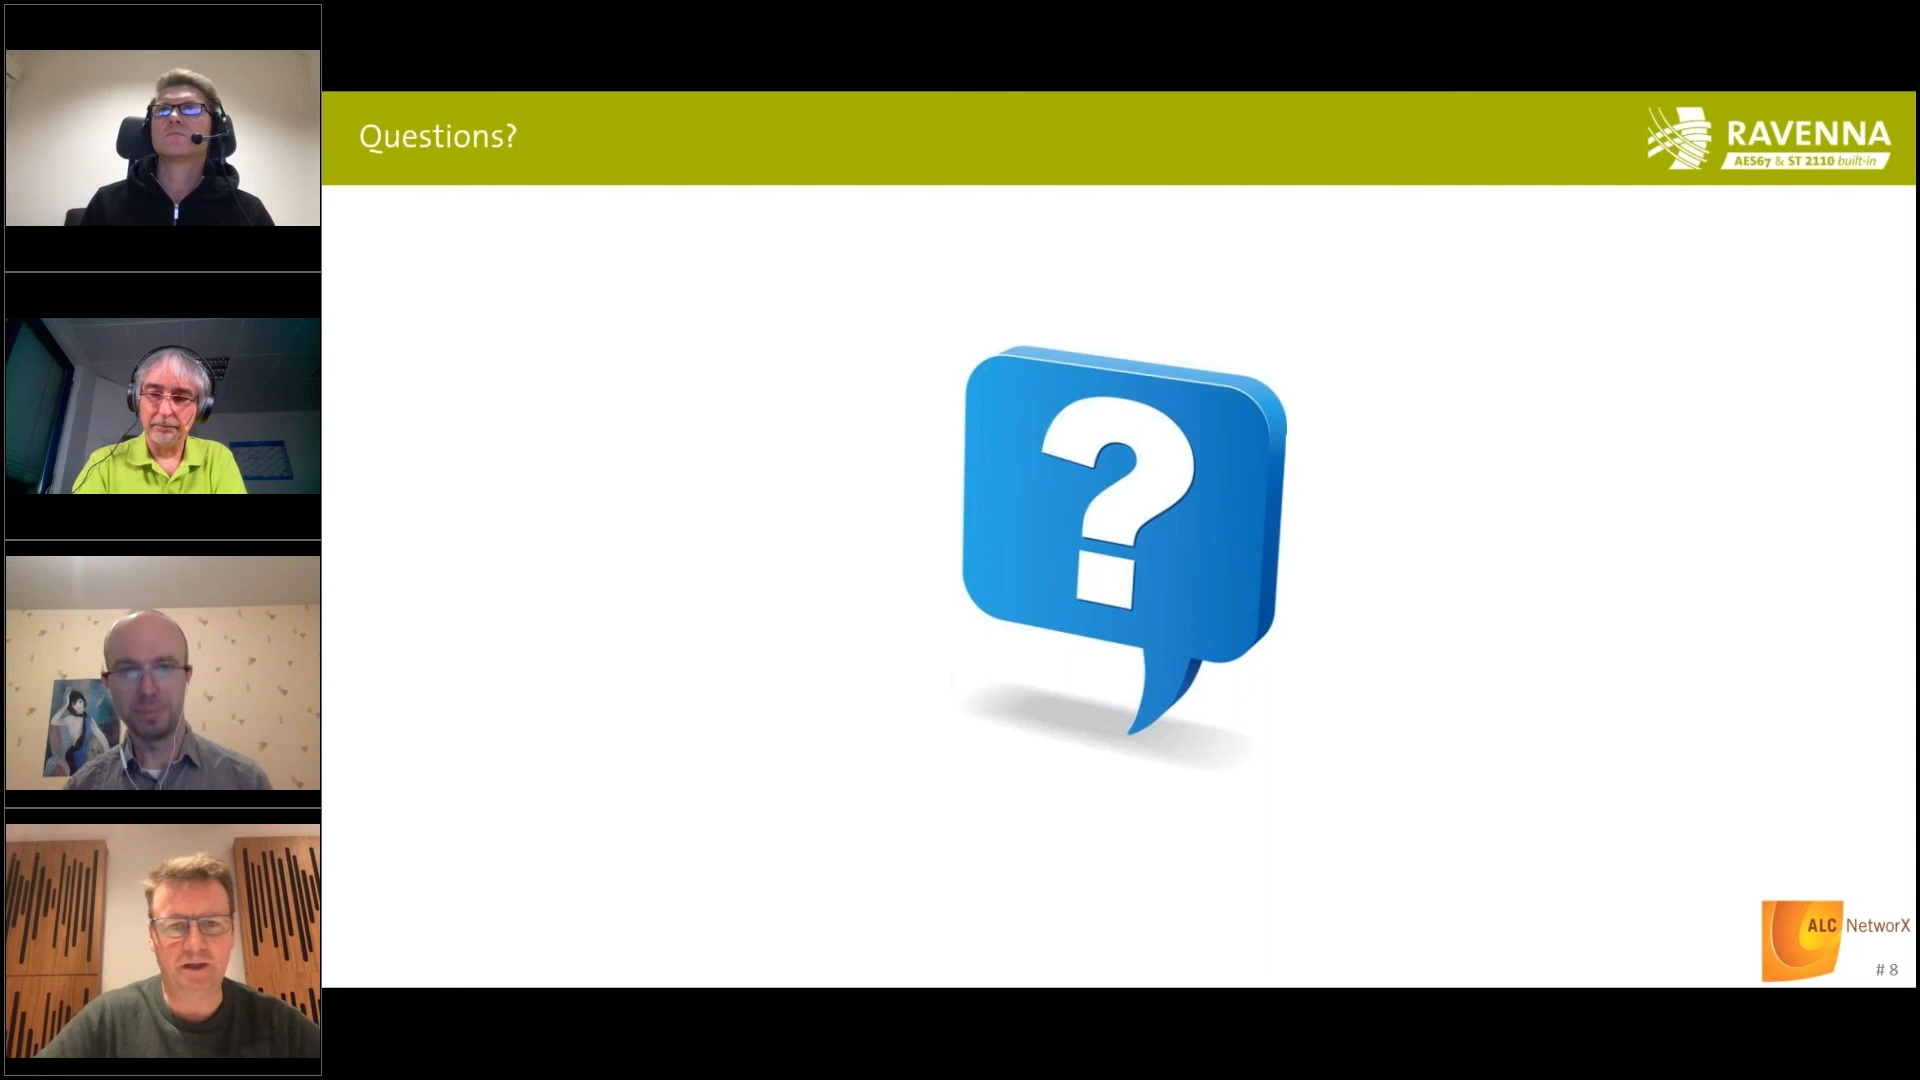 Questions?
RAVENNA
AES67 & ST 2110 built-in
?
ALC NetworX
# 8